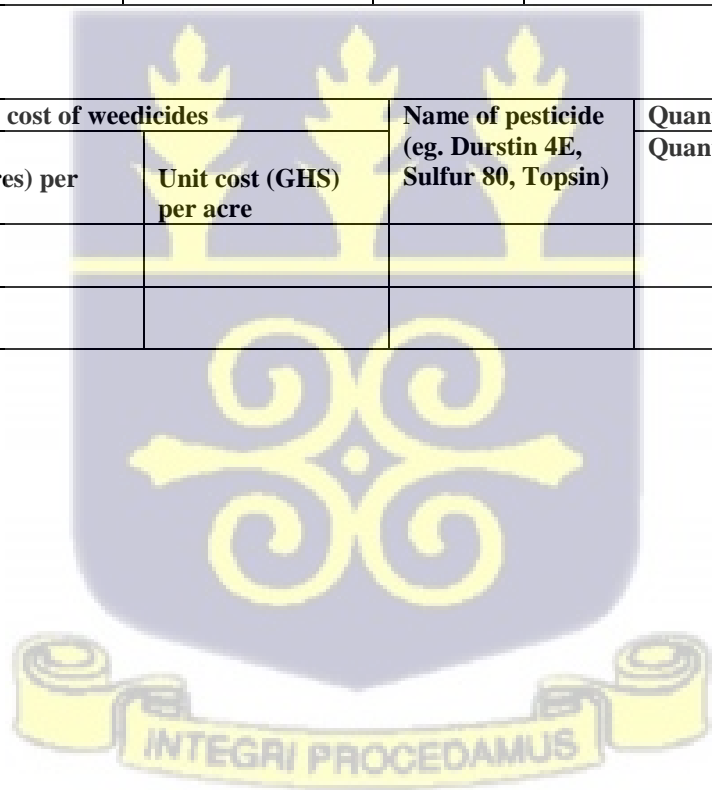 cost of weedicides
res) per
Unit cost (GHS)
per acre
Name of pesticide
(eg. Durstin 4E,
Sulfur 80, Topsin)
Quan
Quan
INTEGRI PROCEDAMUS